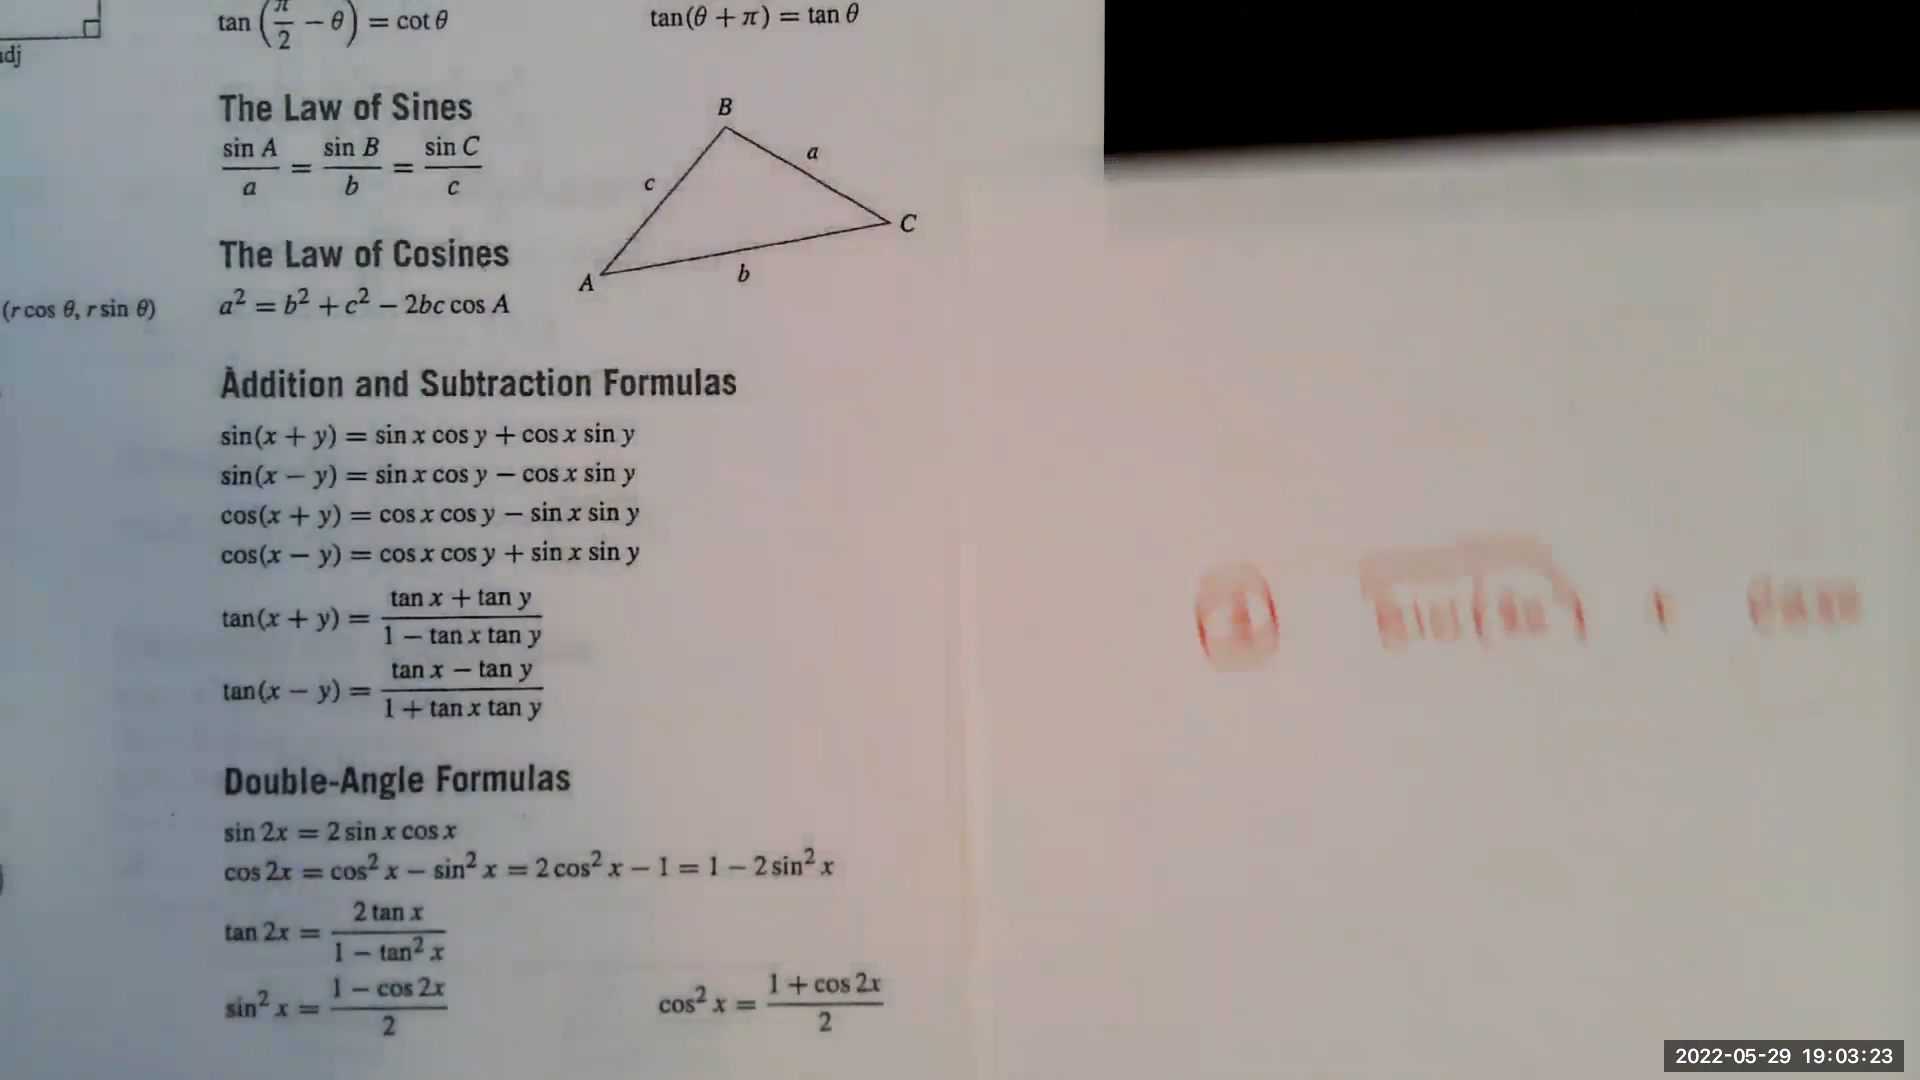 tan (π/2 − θ) = cot θ
tan(θ + π) = tan θ
The Law of Sines
sin A / a = sin B / b = sin C / c
B
a
c
C
b
A
The Law of Cosines
a² = b² + c² − 2bc cos A
(r cos θ, r sin θ)
Addition and Subtraction Formulas
sin(x + y) = sin x cos y + cos x sin y
sin(x − y) = sin x cos y − cos x sin y
cos(x + y) = cos x cos y − sin x sin y
cos(x − y) = cos x cos y + sin x sin y
tan(x + y) = (tan x + tan y) / (1 − tan x tan y)
tan(x − y) = (tan x − tan y) / (1 + tan x tan y)
Double-Angle Formulas
sin 2x = 2 sin x cos x
cos 2x = cos² x − sin² x = 2 cos² x − 1 = 1 − 2 sin² x
tan 2x = 2 tan x / (1 − tan² x)
sin² x = (1 − cos 2x) / 2
cos² x = (1 + cos 2x) / 2
2022-05-29 19:03:23